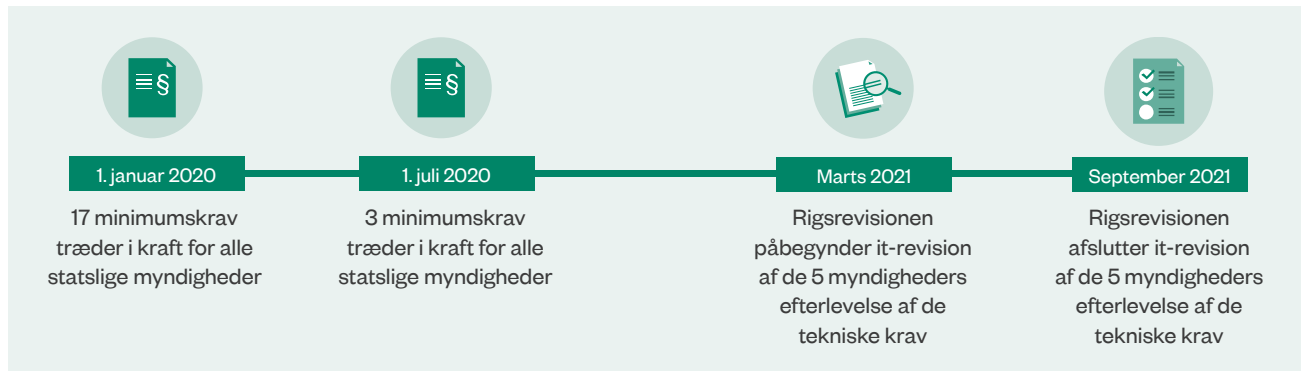 1. januar 2020
17 minimumskrav
træder i kraft for alle
statslige myndigheder
1. juli 2020
3 minimumskrav
træder i kraft for alle
statslige myndigheder
Marts 2021
Rigsrevisionen
påbegynder it-revision
af de 5 myndigheders
efterlevelse af de
tekniske krav
September 2021
Rigsrevisionen
afslutter it-revision
af de 5 myndigheders
efterlevelse af de
tekniske krav